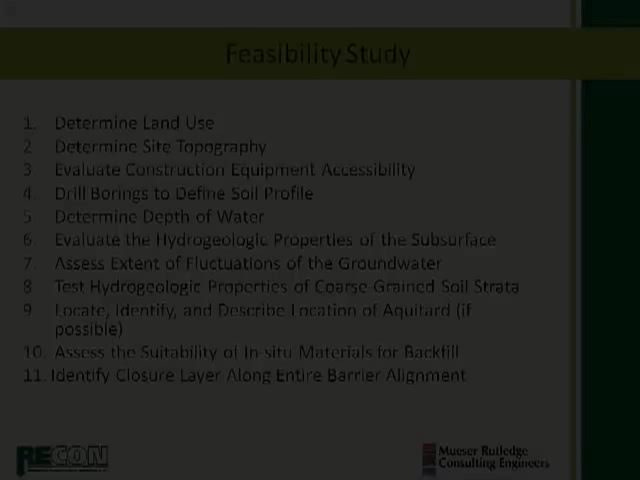 Feasibility Study
1. Determine Land Use
2 Determine Site Topography
3 Evaluate Construction Equipment Accessibility
4. Drill Borings to Define Soil Profile
5 Determine Depth of Water
6 Evaluate the Hydrogeologic Properties of the Subsurface
7. Assess Extent of Fluctuations of the Groundwater
8 Test Hydrogeologic Properties of Coarse-Grained Soil Strata
9 Locate, Identify, and Describe Location of Aquitard (if
possible)
10. Assess the Suitability of In-situ Materials for Backfill
11. Identify Closure Layer Along Entire Barrier Alignment
RECON
Mueser Rutledge
Consulting Engineers